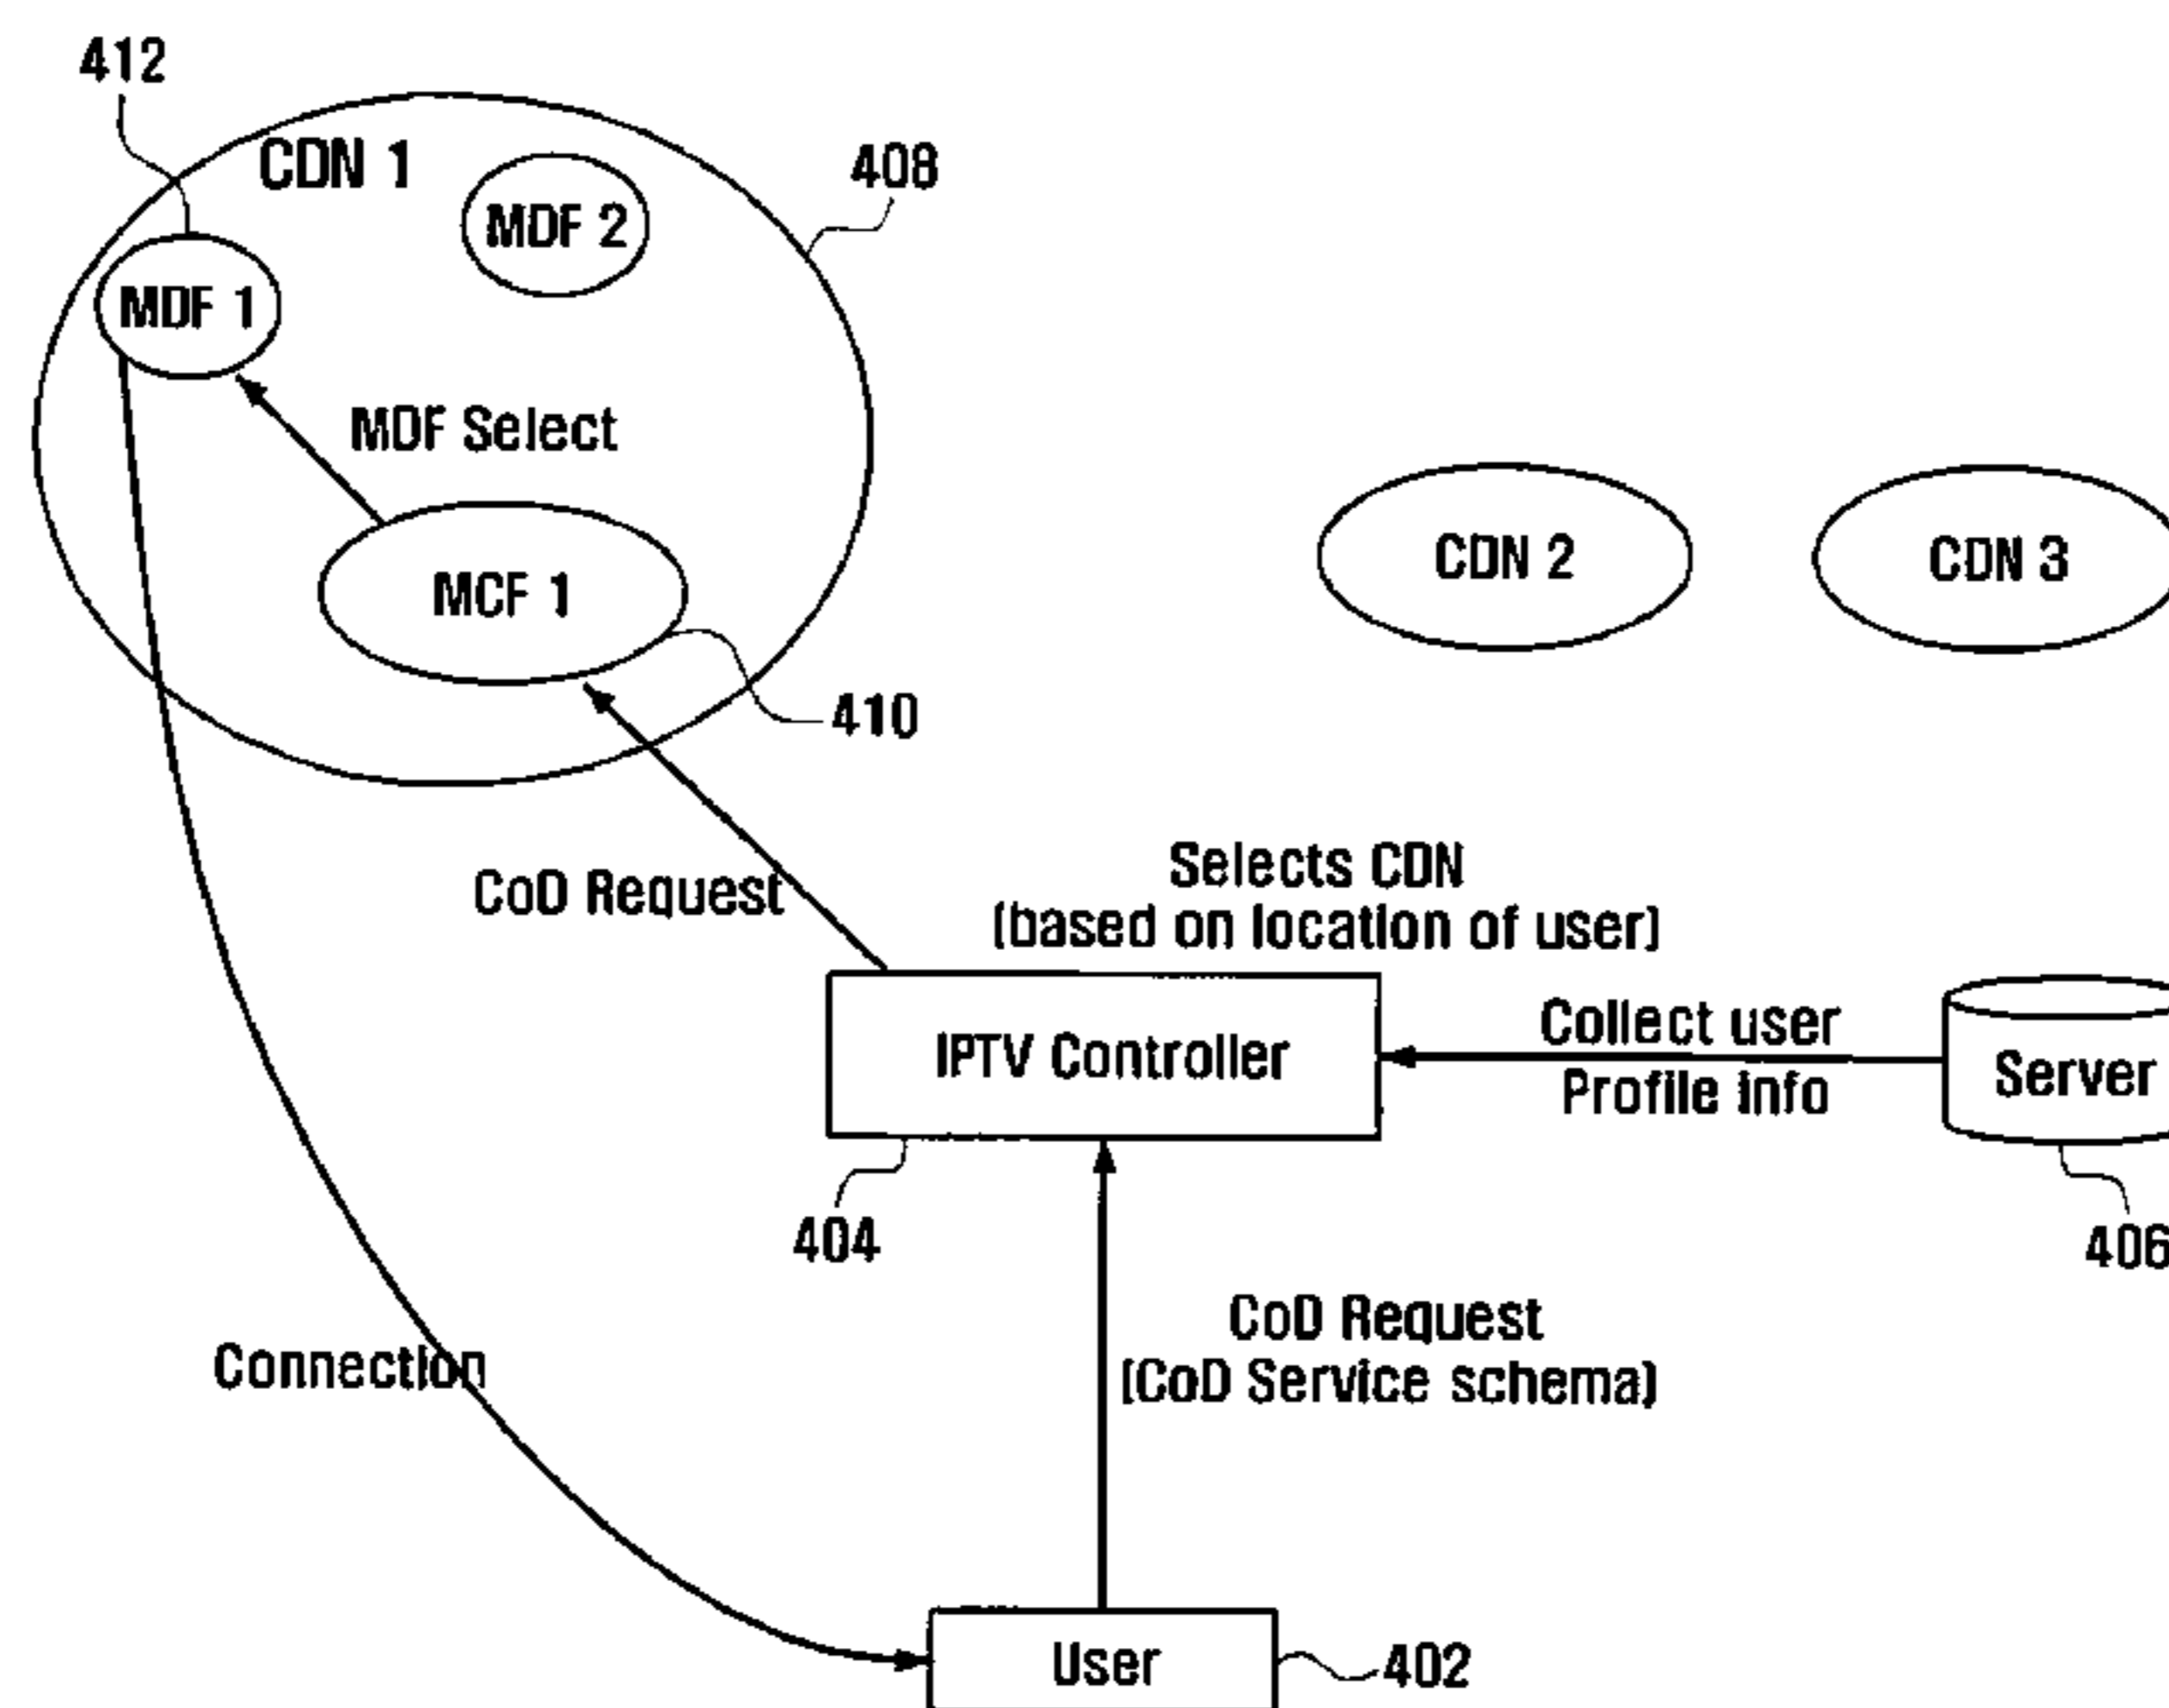 412
CDN 1
408
MDF 2
MDF 1
MDF Select
CDN 2
CDN 3
MCF 1
410
CoD Request
Selects CDN
(based on location of user)
IPTV Controller
Collect user
Profile info
Server
404
406
CoD Request
(CoD Service schema)
Connection
User
402